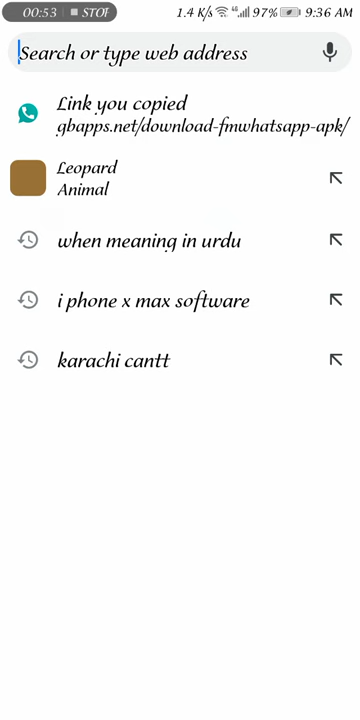 00:53 STOP 1.4 K/s 4G 97% 9:36 AM
Search or type web address
Link you copied
gbapps.net/download-fmwhatsapp-apk/
Leopard
Animal
when meaning in urdu
i phone x max software
karachi cantt